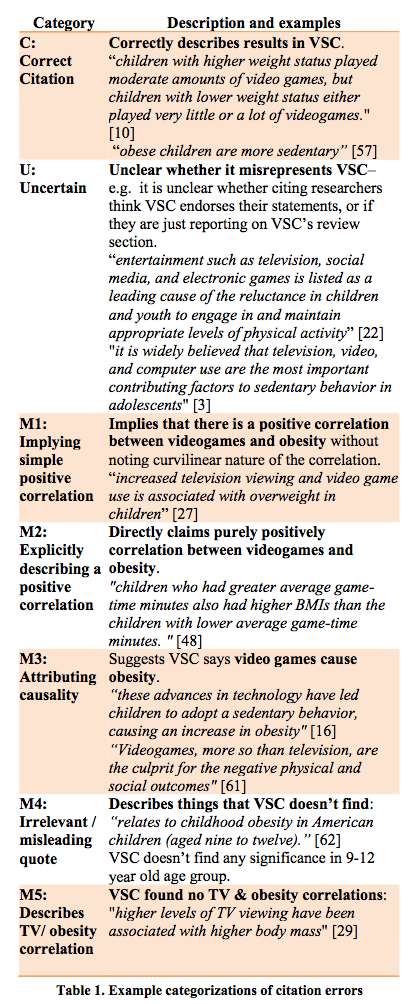 Category Description and examples
C: Correctly describes results in VSC.
Correct “children with higher weight status played
Citation moderate amounts of video games, but
children with lower weight status either
played very little or a lot of videogames."
[10]
“obese children are more sedentary” [57]
U: Unclear whether it misrepresents VSC–
Uncertain e.g. it is unclear whether citing researchers
think VSC endorses their statements, or if
they are just reporting on VSC’s review
section.
“entertainment such as television, social
media, and electronic games is listed as a
leading cause of the reluctance in children
and youth to engage in and maintain
appropriate levels of physical activity” [22]
"it is widely believed that television, video,
and computer use are the most important
contributing factors to sedentary behavior in
adolescents" [3]
M1: Implies that there is a positive correlation
Implying between videogames and obesity without
simple noting curvilinear nature of the correlation.
positive “increased television viewing and video game
correlation use is associated with overweight in
children” [27]
M2: Directly claims purely positively
Explicitly correlation between videogames and
describing a obesity.
positive "children who had greater average game-
correlation time minutes also had higher BMIs than the
children with lower average game-time
minutes. " [48]
M3: Suggests VSC says video games cause
Attributing obesity.
causality “these advances in technology have led
children to adopt a sedentary behavior,
causing an increase in obesity" [16]
“Videogames, more so than television, are
the culprit for the negative physical and
social outcomes" [61]
M4: Describes things that VSC doesn’t find:
Irrelevant / “relates to childhood obesity in American
misleading children (aged nine to twelve).” [62]
quote VSC doesn’t find any significance in 9-12
year old age group.
M5: VSC found no TV & obesity correlations:
Describes "higher levels of TV viewing have been
TV/ obesity associated with higher body mass" [29]
correlation
Table 1. Example categorizations of citation errors